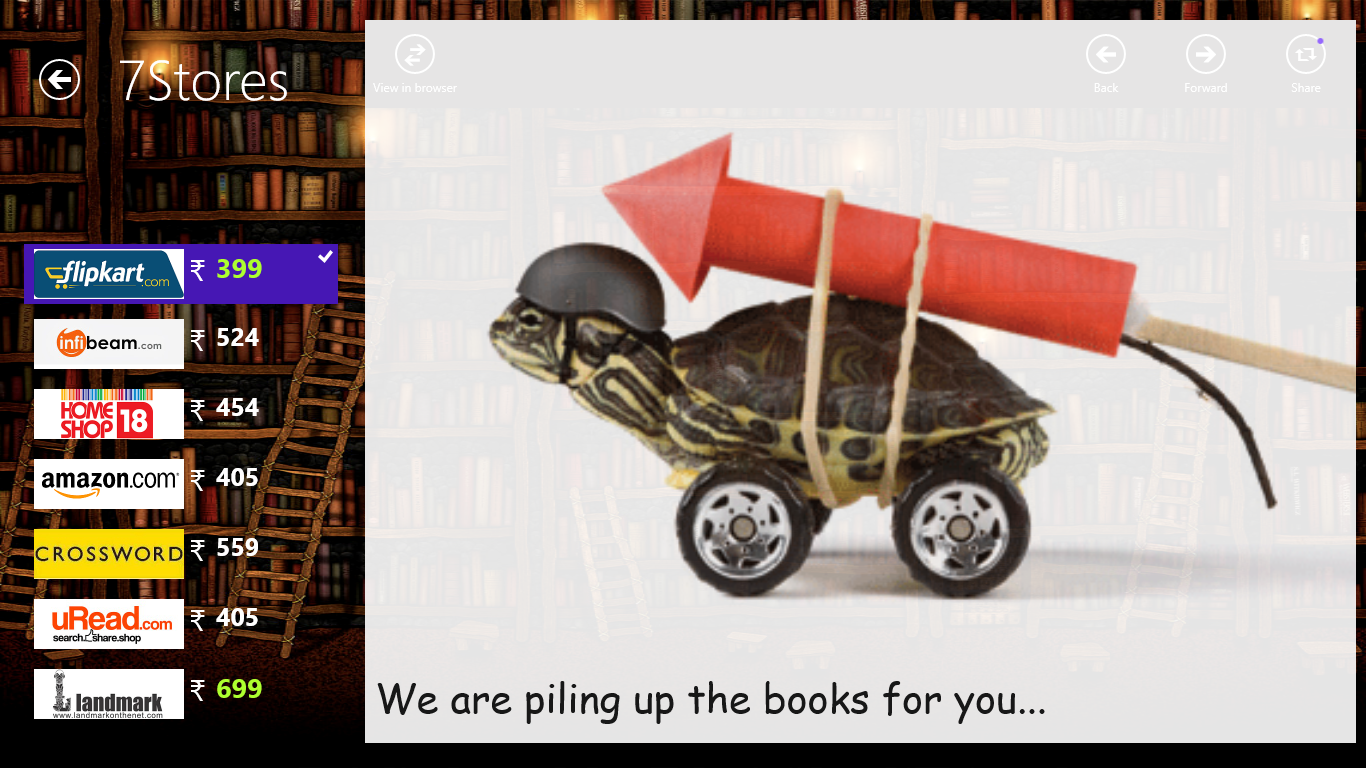 7Stores
View in browser
Back
Forward
Share
flipkart.com
₹ 399
infibeam.com
₹ 524
HOME SHOP 18
₹ 454
amazon.com
₹ 405
CROSSWORD
₹ 559
uRead.com
search.share.shop
₹ 405
landmark
www.landmarkonthenet.com
₹ 699
We are piling up the books for you...